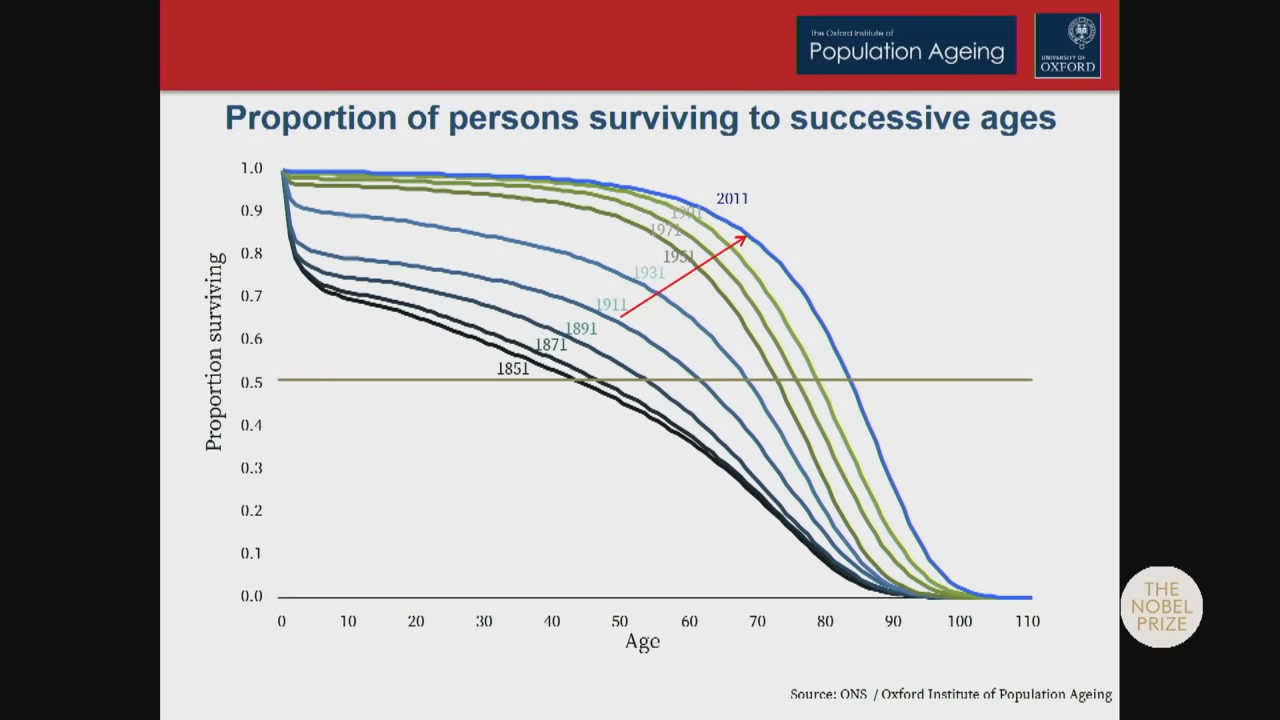 The Oxford Institute of
Population Ageing
UNIVERSITY OF
OXFORD
Proportion of persons surviving to successive ages
1.0
0.9
0.8
0.7
0.6
0.5
0.4
0.3
0.2
0.1
0.0
Proportion surviving
2011
1991
1971
1951
1931
1911
1891
1871
1851
0 10 20 30 40 50 60 70 80 90 100 110
Age
THE
NOBEL
PRIZE
Source: ONS / Oxford Institute of Population Ageing